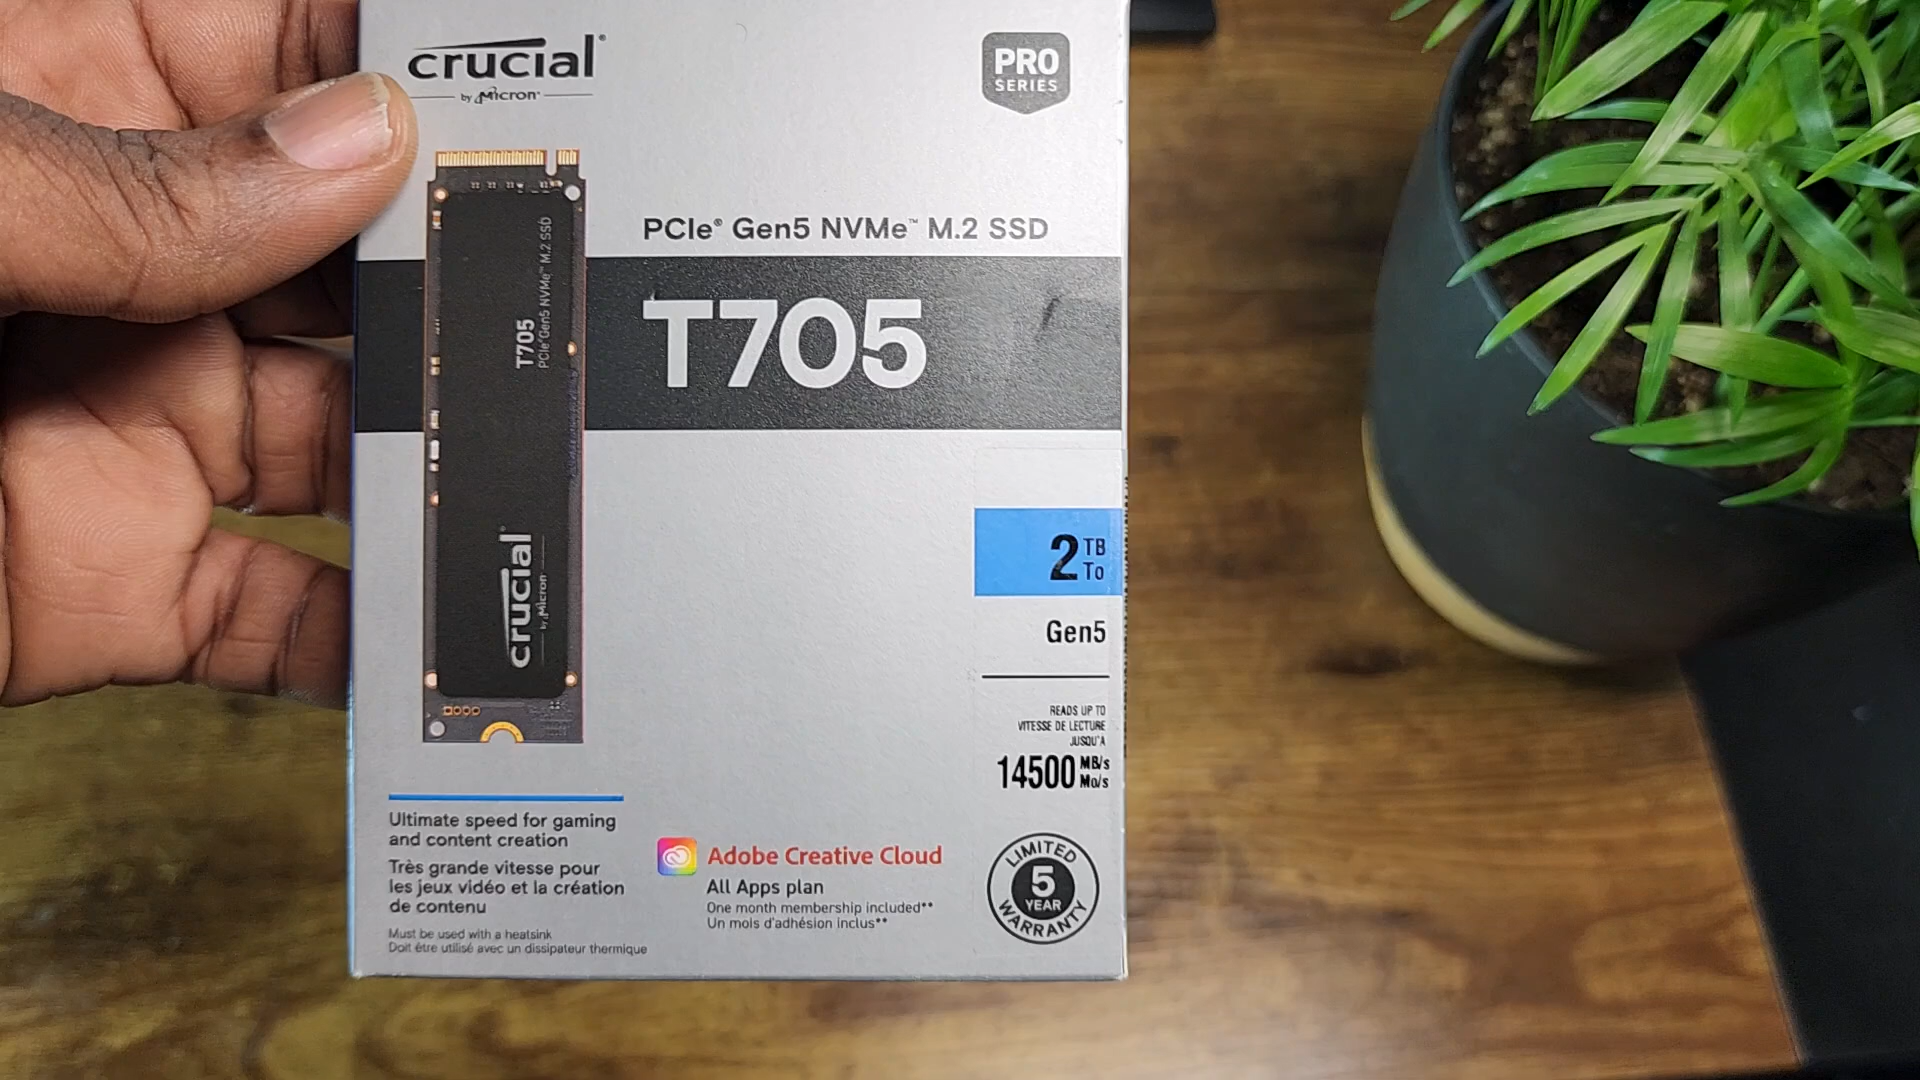 crucial®
by Micron®
PRO
SERIES
PCIe® Gen5 NVMe™ M.2 SSD
T705
T705
PCIe® Gen5 NVMe™ M.2 SSD
crucial®
by Micron®
2 TB
To
Gen5
READS UP TO
VITESSE DE LECTURE
JUSQU'A
14500 MB/s
Mo/s
Ultimate speed for gaming
and content creation
Très grande vitesse pour
les jeux vidéo et la création
de contenu
Must be used with a heatsink
Doit être utilisé avec un dissipateur thermique
Adobe Creative Cloud
All Apps plan
One month membership included**
Un mois d'adhésion inclus**
LIMITED
5
YEAR
WARRANTY